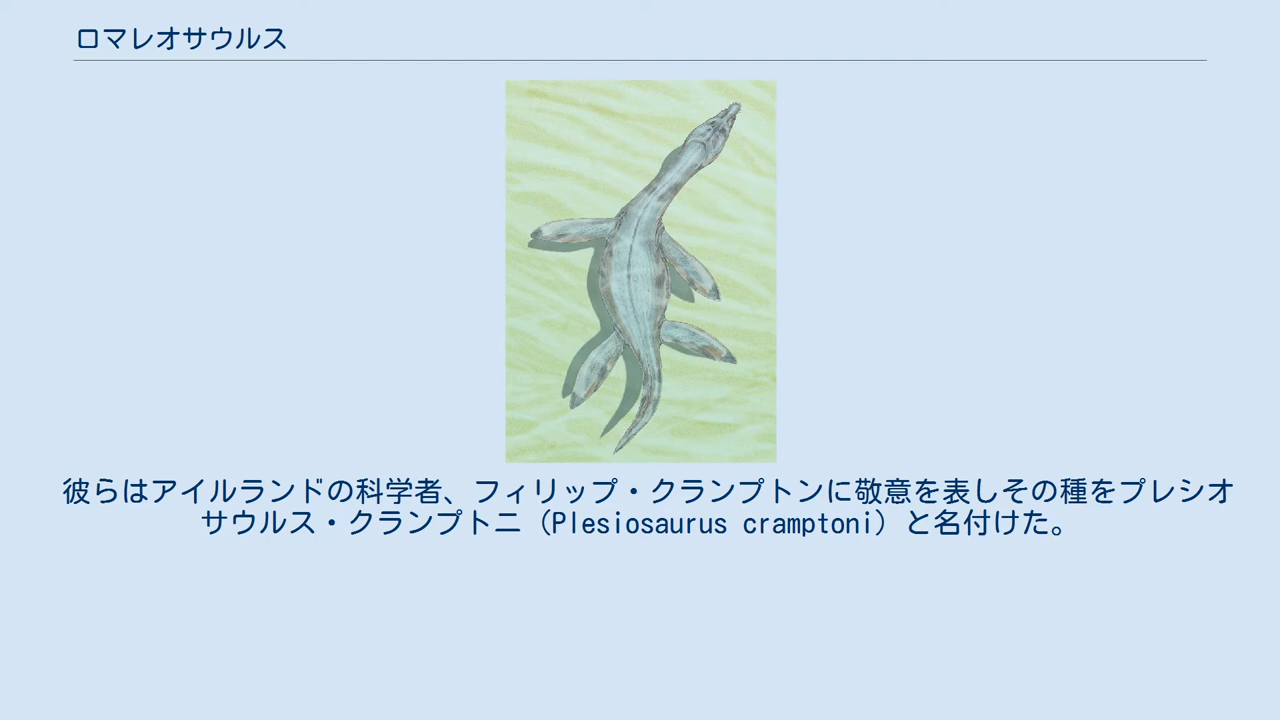 ロマレオサウルス
彼らはアイルランドの科学者、フィリップ・クランプトンに敬意を表しその種をプレシオ
サウルス・クランプトニ（Plesiosaurus cramptoni）と名付けた。